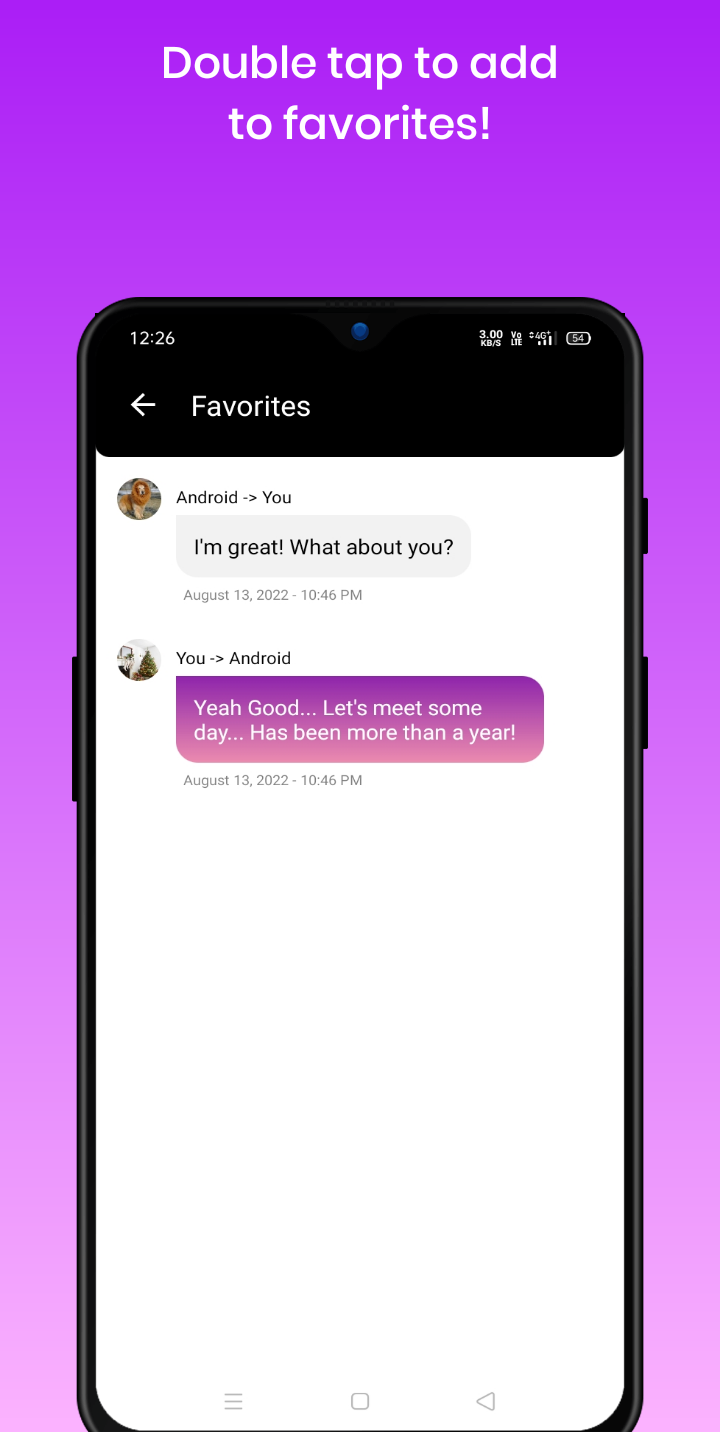 Double tap to add
to favorites!
12:26
3.00
KB/S
Vo
LTE
4G+
54
Favorites
Android -> You
I'm great! What about you?
August 13, 2022 - 10:46 PM
You -> Android
Yeah Good... Let's meet some
day... Has been more than a year!
August 13, 2022 - 10:46 PM